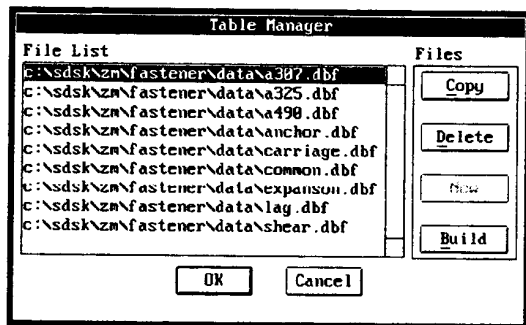 Table Manager
File List
Files
c:\sdsk\zm\fastener\data\a307.dbf
c:\sdsk\zm\fastener\data\a325.dbf
c:\sdsk\zm\fastener\data\a490.dbf
c:\sdsk\zm\fastener\data\anchor.dbf
c:\sdsk\zm\fastener\data\carriage.dbf
c:\sdsk\zm\fastener\data\common.dbf
c:\sdsk\zm\fastener\data\expanson.dbf
c:\sdsk\zm\fastener\data\lag.dbf
c:\sdsk\zm\fastener\data\shear.dbf
Copy
Delete
New
Build
OK
Cancel